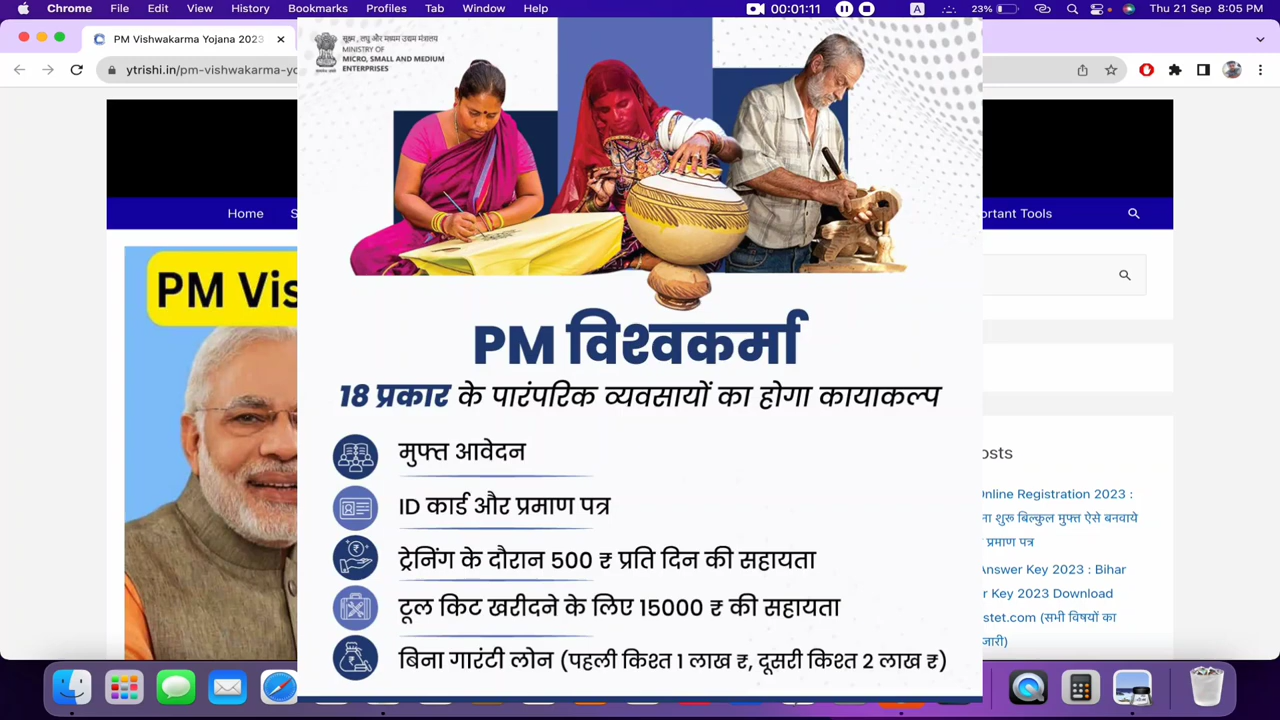 Chrome File Edit View History Bookmarks Profiles Tab Window Help 00:01:11 A 23% Thu 21 Sep 8:05 PM
PM Vishwakarma Yojana 2023
ytrishi.in/pm-vishwakarma-yo
सूक्ष्म, लघु और मध्यम उद्यम मंत्रालय
MINISTRY OF
MICRO, SMALL AND MEDIUM
ENTERPRISES
Home S
ortant Tools
PM Vis
PM विश्वकर्मा
18 प्रकार के पारंपरिक व्यवसायों का होगा कायाकल्प
मुफ्त आवेदन
ID कार्ड और प्रमाण पत्र
ट्रेनिंग के दौरान 500 ₹ प्रति दिन की सहायता
टूल किट खरीदने के लिए 15000 ₹ की सहायता
बिना गारंटी लोन (पहली किश्त 1 लाख ₹, दूसरी किश्त 2 लाख ₹)
osts
nline Registration 2023 :
ना शुरू बिल्कुल मुफ्त ऐसे बनवाये
प्रमाण पत्र
Answer Key 2023 : Bihar
r Key 2023 Download
stet.com (सभी विषयों का
जारी)